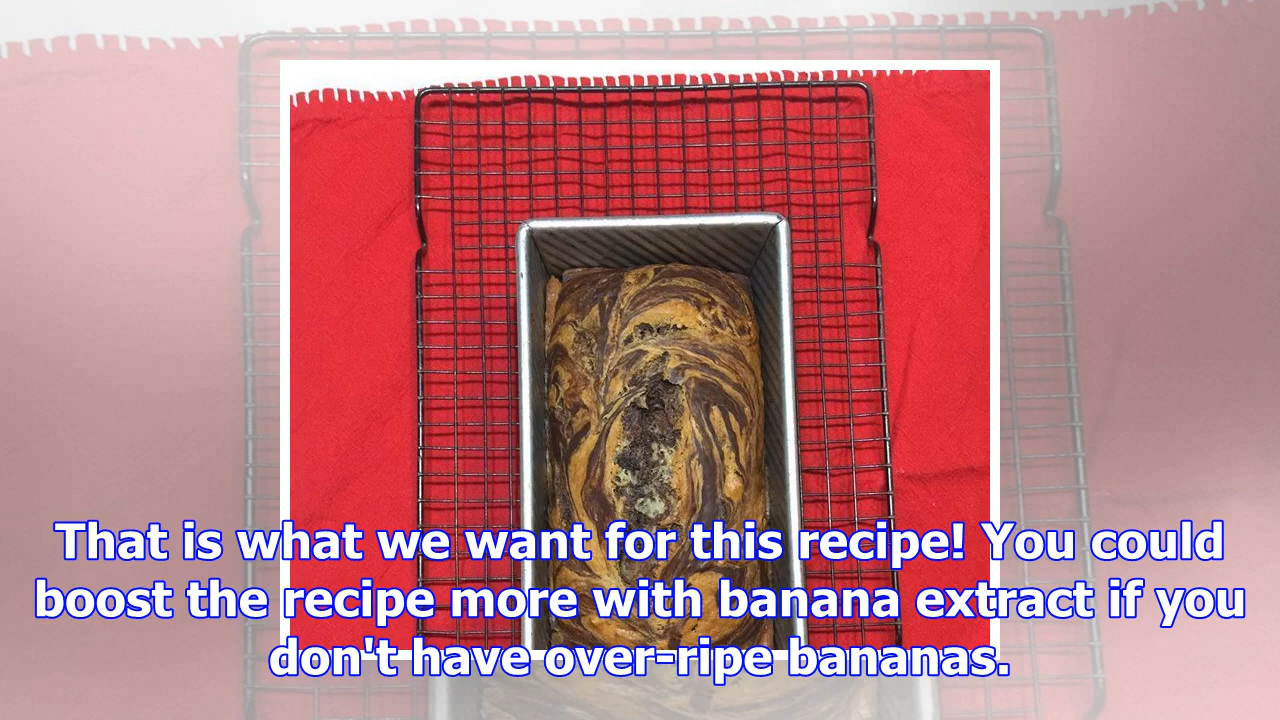 That is what we want for this recipe! You could
boost the recipe more with banana extract if you
don't have over-ripe bananas.